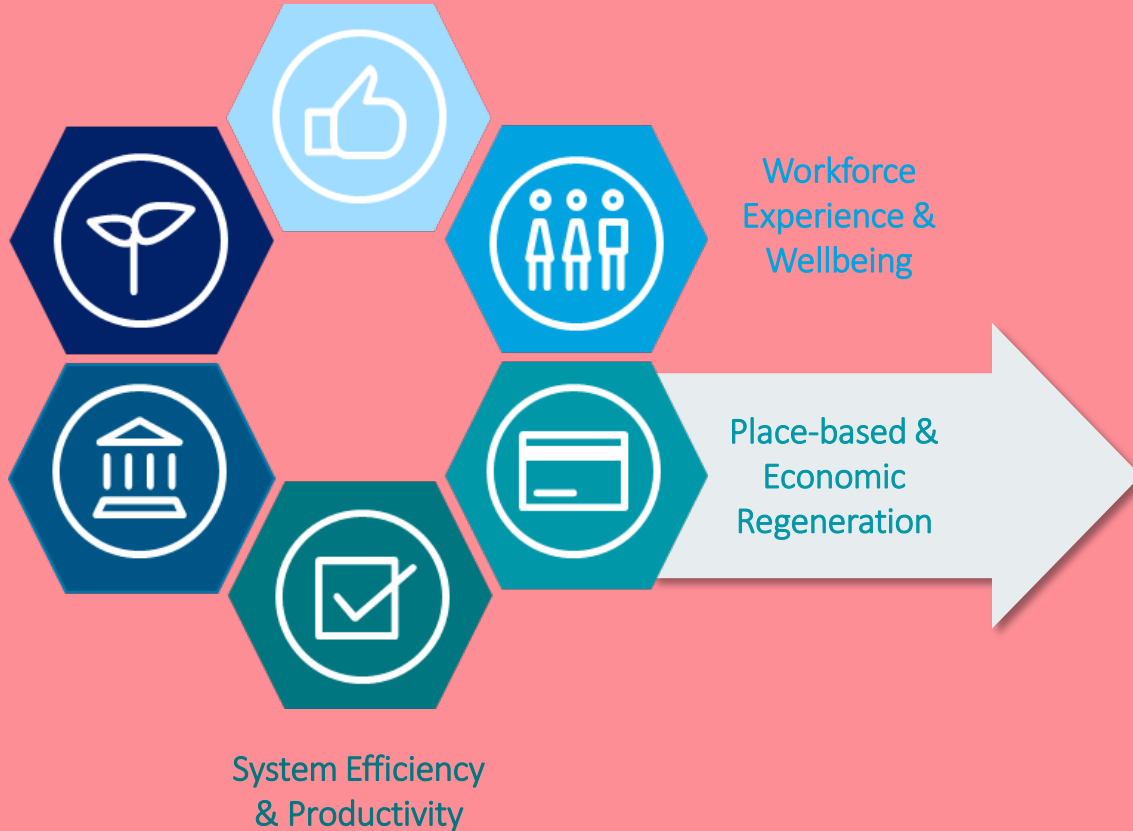 Workforce
Experience &
Wellbeing
Place-based &
Economic
Regeneration
System Efficiency
& Productivity